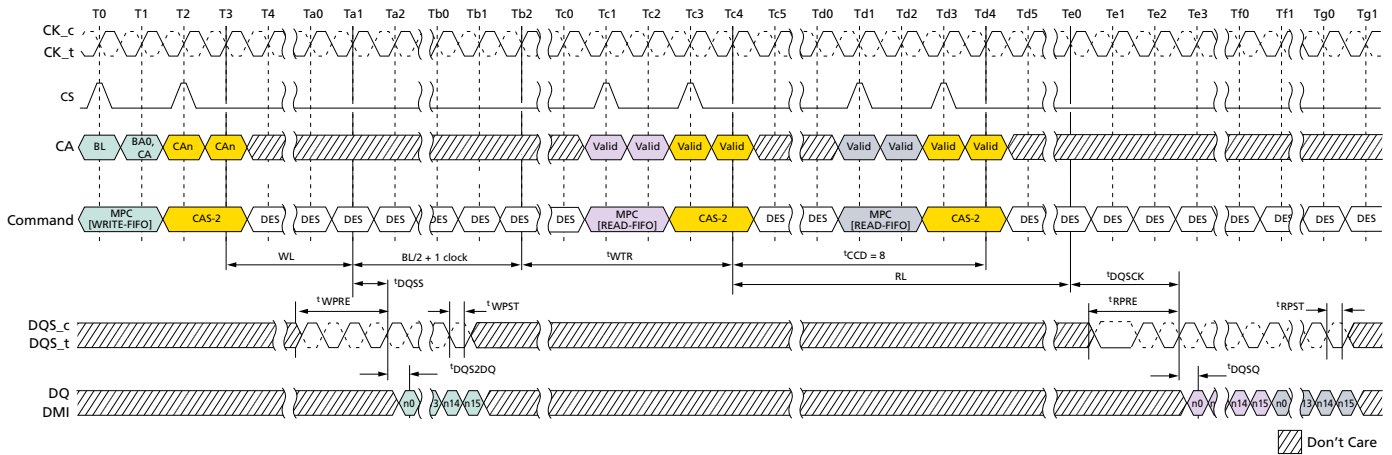 T0 T1 T2 T3 T4 Ta0 Ta1 Ta2 Tb0 Tb1 Tb2 Tc0 Tc1 Tc2 Tc3 Tc4 Tc5 Td0 Td1 Td2 Td3 Td4 Td5 Te0 Te1 Te2 Te3 Tf0 Tf1 Tg0 Tg1
CK_c
CK_t
CS
CA BL BA0, CA CAn CAn Valid Valid Valid Valid Valid Valid Valid Valid
Command MPC [WRITE-FIFO] CAS-2 DES DES DES DES DES DES DES DES MPC [READ-FIFO] CAS-2 DES DES MPC [READ-FIFO] CAS-2 DES DES DES DES DES DES DES DES DES
WL BL/2 + 1 clock tWTR tCCD = 8
tDQSS RL tDQSCK
tWPRE tWPST tRPRE tRPST
DQS_c
DQS_t
tDQS2DQ tDQSQ
DQ
DMI
n0 3 n14 n15 n0 n n14 n15 n0 13 n14 n15
Don't Care